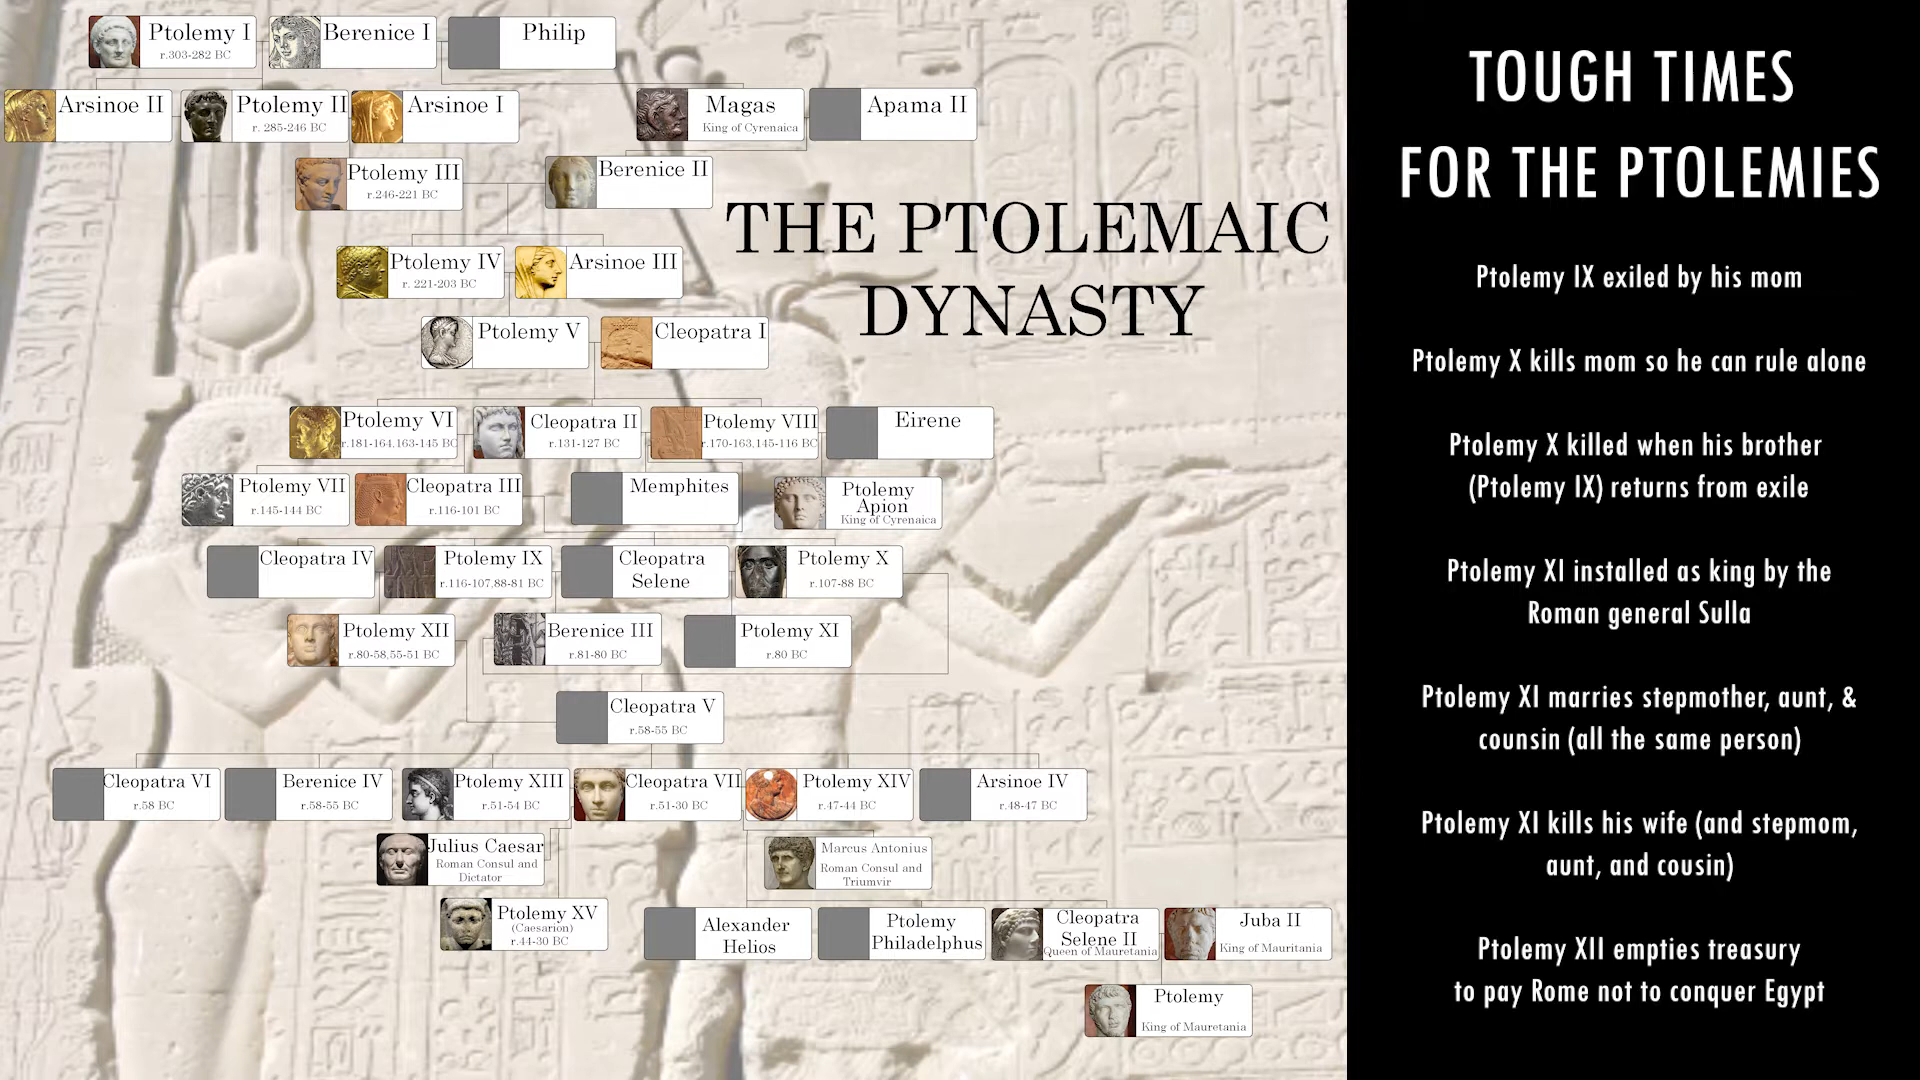 Ptolemy I
r.303-282 BC
Berenice I
Philip
Arsinoe II
Ptolemy II
r. 285-246 BC
Arsinoe I
Magas
King of Cyrenaica
Apama II
Ptolemy III
r.246-221 BC
Berenice II
THE PTOLEMAIC
DYNASTY
Ptolemy IV
r. 221-203 BC
Arsinoe III
Ptolemy V
Cleopatra I
Ptolemy VI
r.181-164,163-145 BC
Cleopatra II
r.131-127 BC
Ptolemy VIII
r.170-163,145-116 BC
Eirene
Ptolemy VII
r.145-144 BC
Cleopatra III
r.116-101 BC
Memphites
Ptolemy
Apion
King of Cyrenaica
Cleopatra IV
Ptolemy IX
r.116-107,88-81 BC
Cleopatra
Selene
Ptolemy X
r.107-88 BC
Ptolemy XII
r.80-58,55-51 BC
Berenice III
r.81-80 BC
Ptolemy XI
r.80 BC
Cleopatra V
r.58-55 BC
Cleopatra VI
r.58 BC
Berenice IV
r.58-55 BC
Ptolemy XIII
r.51-54 BC
Cleopatra VII
r.51-30 BC
Ptolemy XIV
r.47-44 BC
Arsinoe IV
r.48-47 BC
Julius Caesar
Roman Consul and
Dictator
Marcus Antonius
Roman Consul and
Triumvir
Ptolemy XV
(Caesarion)
r.44-30 BC
Alexander
Helios
Ptolemy
Philadelphus
Cleopatra
Selene II
Queen of Mauretania
Juba II
King of Mauritania
Ptolemy
King of Mauretania
TOUGH TIMES
FOR THE PTOLEMIES
Ptolemy IX exiled by his mom
Ptolemy X kills mom so he can rule alone
Ptolemy X killed when his brother
(Ptolemy IX) returns from exile
Ptolemy XI installed as king by the
Roman general Sulla
Ptolemy XI marries stepmother, aunt, &
counsin (all the same person)
Ptolemy XI kills his wife (and stepmom,
aunt, and cousin)
Ptolemy XII empties treasury
to pay Rome not to conquer Egypt